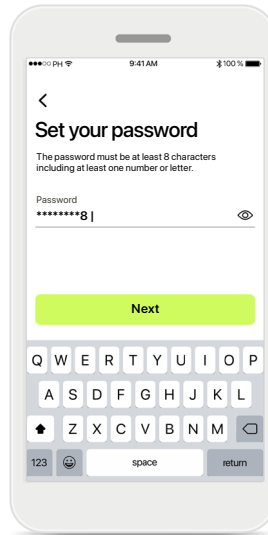 ●●●○○ PH 9:41 AM 100 %
Set your password
The password must be at least 8 characters
including at least one number or letter.
Password
********8 |
Next
Q W E R T Y U I O P
A S D F G H J K L
Z X C V B N M
123 space return